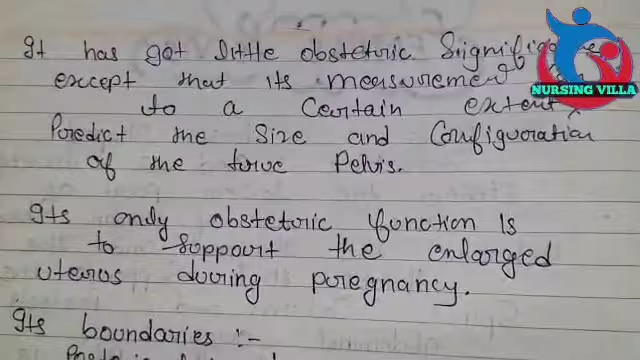 It has got little obstetric Significance
except that its measurement can
to a certain extent,
Predict the Size and Configuration
of the true Pelvis.
Its only obstetric function is
to support the enlarged
uterus during pregnancy.
Its boundaries :-
NURSING VILLA